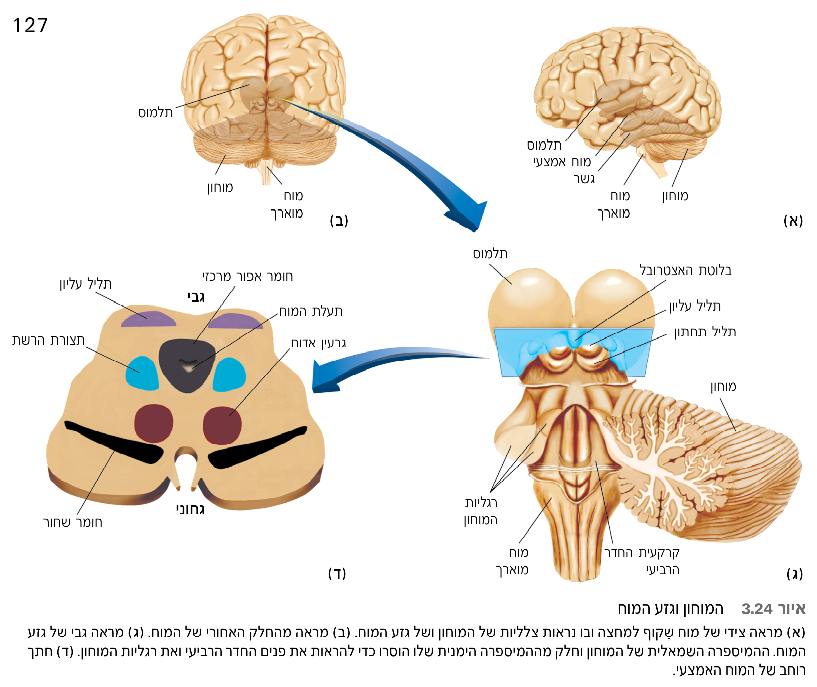 127
תלמוס
מוח אמצעי
גשר
מוח
מוארך
מוחון
(א)
תלמוס
מוחון
מוח
מוארך
(ב)
תלמוס
בלוטת האצטרובל
תליל עליון
תליל תחתון
מוחון
רגליות
המוחון
מוח
מוארך
קרקעית החדר
הרביעי
(ג)
תליל עליון
גבי
חומר אפור מרכזי
תעלת המוח
תצורת הרשת
גרעין אדוח
חומר שחור
גחוני
(ד)
איור 3.24 המוחון וגזע המוח
(א) מראה צידי של מוח שָקוף למחצה ובו נראות צלליות של המוחון ושל גזע המוח. (ב) מראה מהחלק האחורי של המוח. (ג) מראה גבי של גזע
המוח. ההמיספרה השמאלית של המוחון וחלק מההמיספרה הימנית שלו הוסרו כדי להראות את פנים החדר הרביעי ואת רגליות המוחון. (ד) חתך
רוחב של המוח האמצעי.